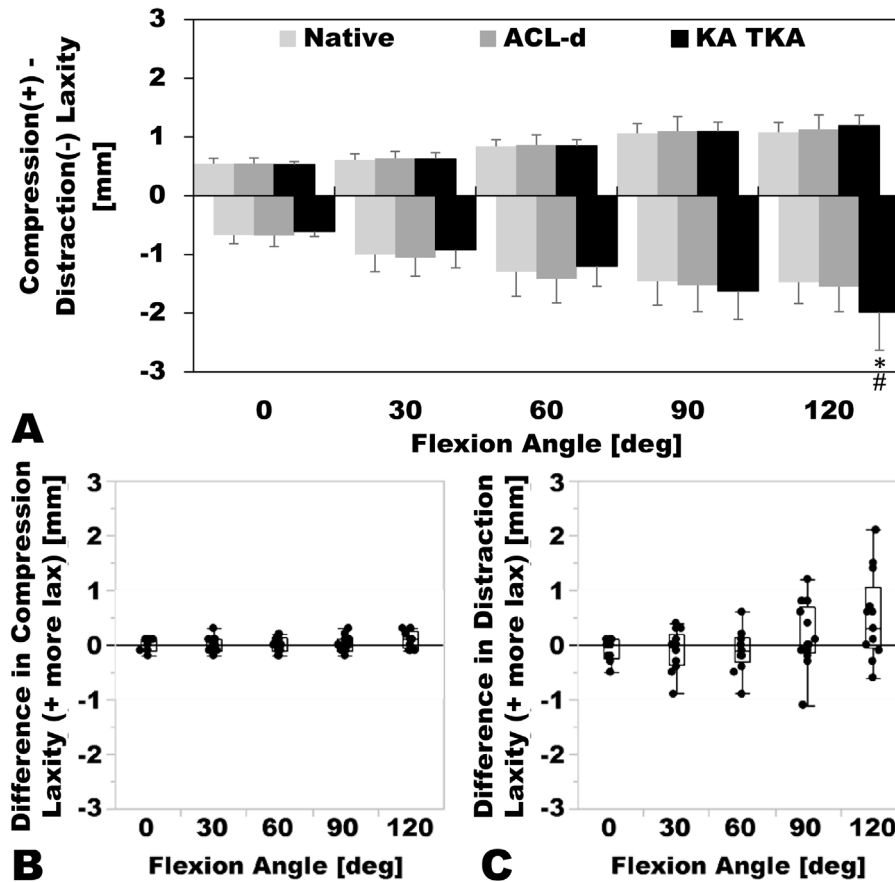 Native ACL-d KA TKA
Compression(+) -
Distraction(-) Laxity
[mm]
3
2
1
0
-1
-2
-3
*
#
0 30 60 90 120
Flexion Angle [deg]
A
Difference in Compression
Laxity (+ more lax) [mm]
3
2
1
0
-1
-2
-3
0 30 60 90 120
Flexion Angle [deg]
B
Difference in Distraction
Laxity (+ more lax) [mm]
3
2
1
0
-1
-2
-3
0 30 60 90 120
Flexion Angle [deg]
C